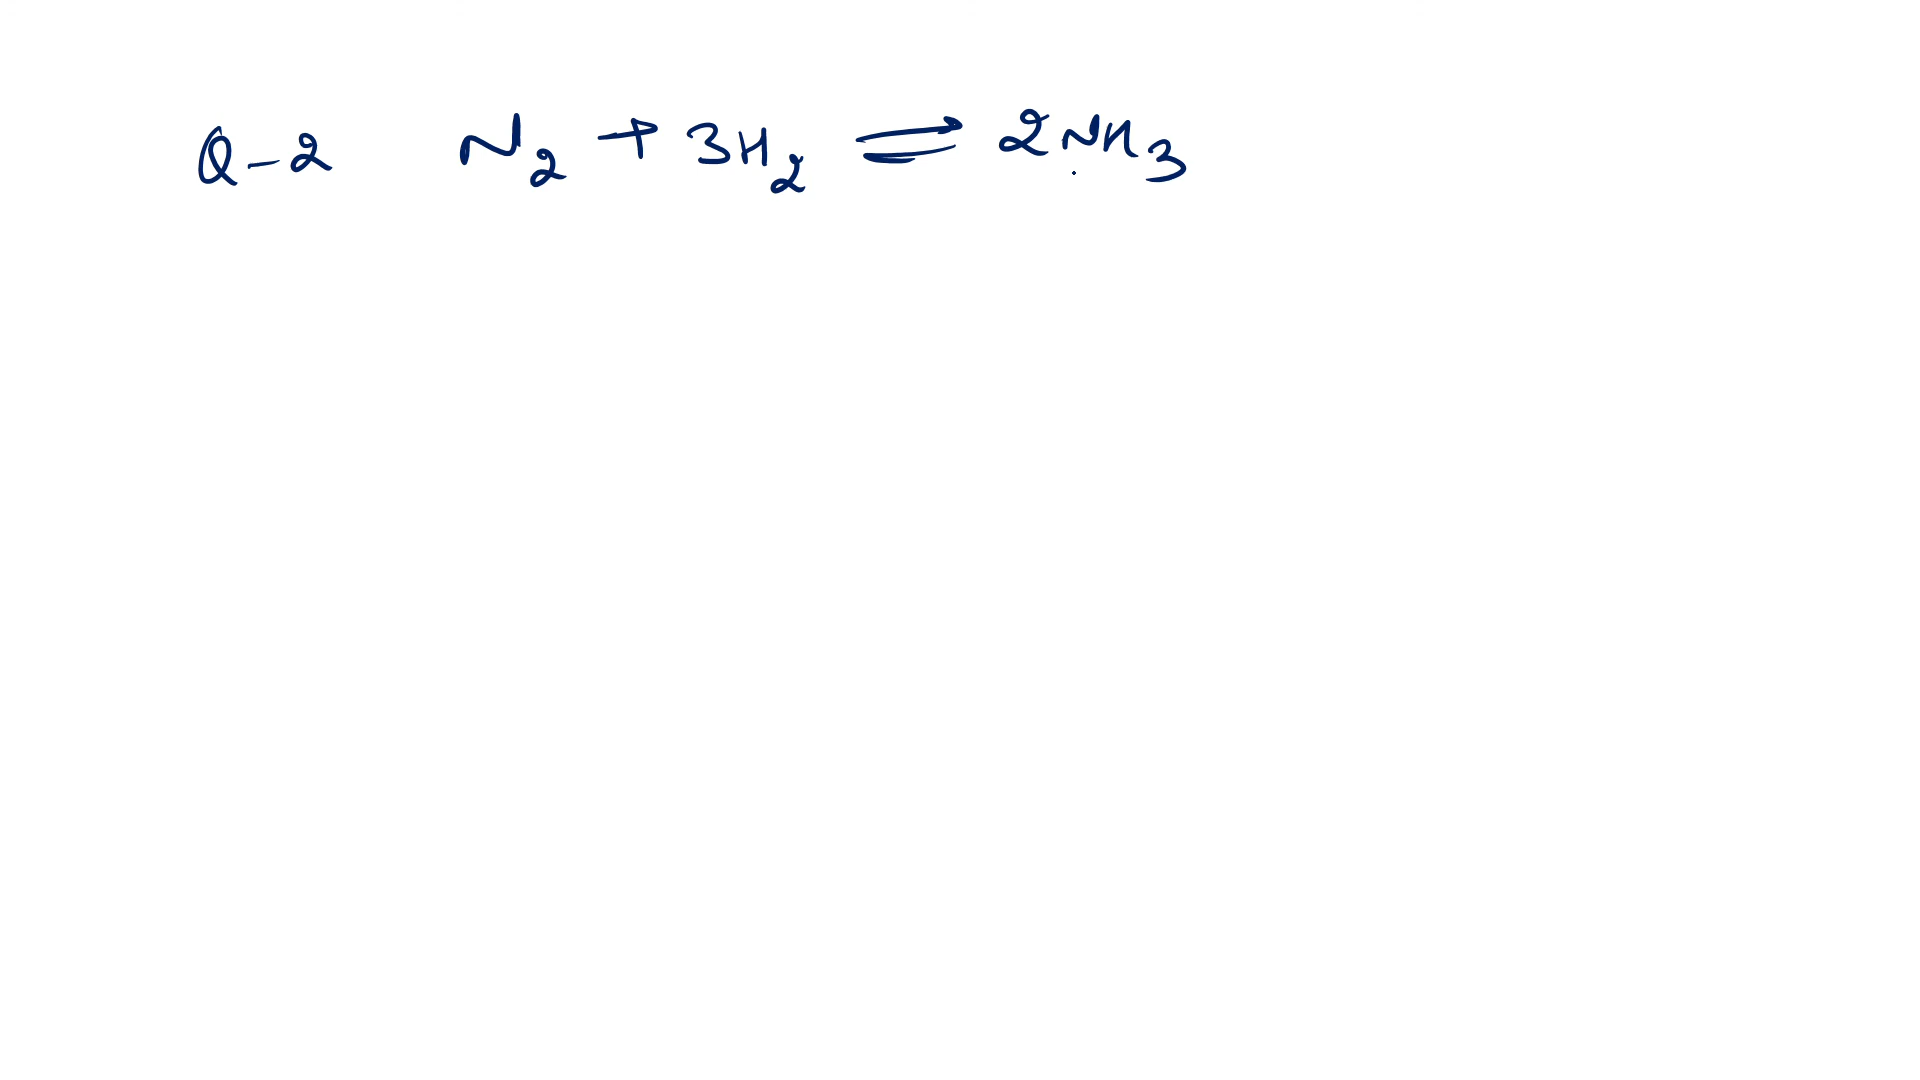 Q-2 N₂ + 3H₂ ⇌ 2NH₃